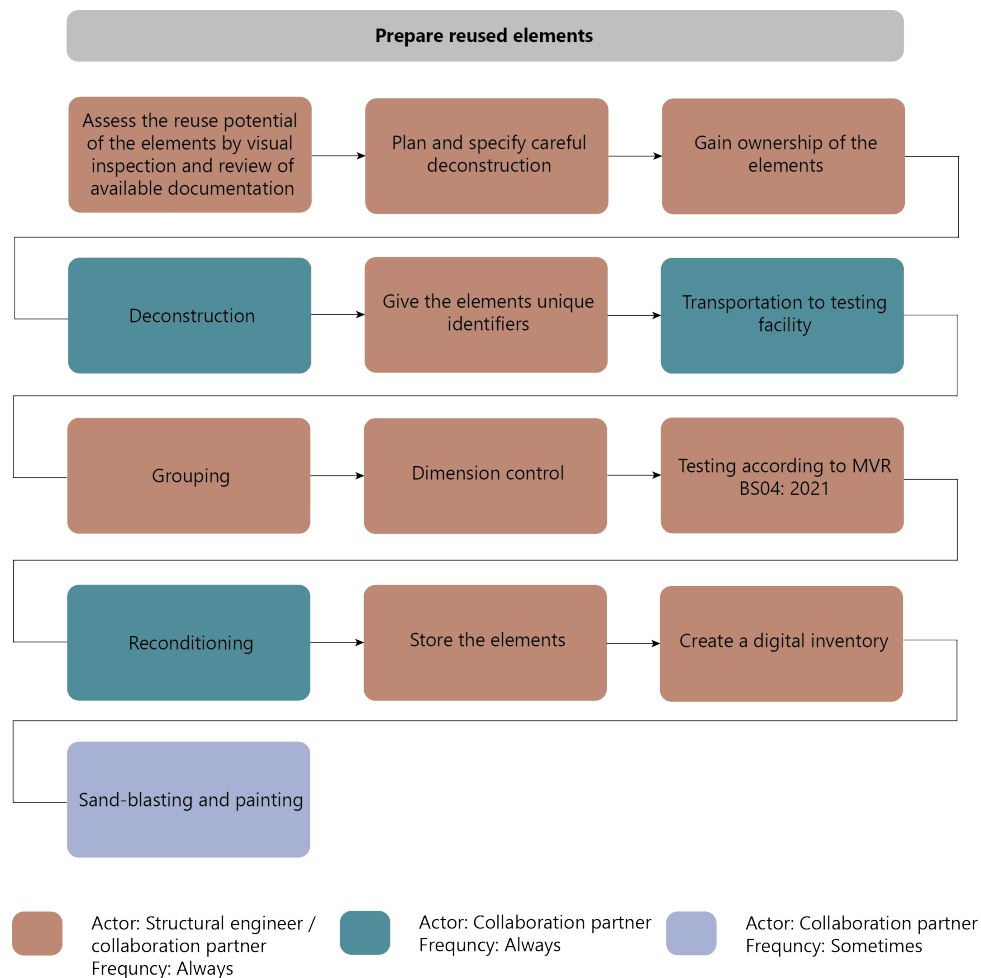 Prepare reused elements
Assess the reuse potential
of the elements by visual
inspection and review of
available documentation
Plan and specify careful
deconstruction
Gain ownership of the
elements
Deconstruction
Give the elements unique
identifiers
Transportation to testing
facility
Grouping
Dimension control
Testing according to MVR
BS04: 2021
Reconditioning
Store the elements
Create a digital inventory
Sand-blasting and painting
Actor: Structural engineer /
collaboration partner
Frequncy: Always
Actor: Collaboration partner
Frequncy: Always
Actor: Collaboration partner
Frequncy: Sometimes